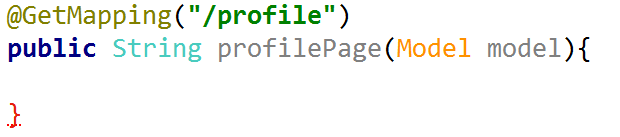 @GetMapping("/profile")
public String profilePage(Model model){
}